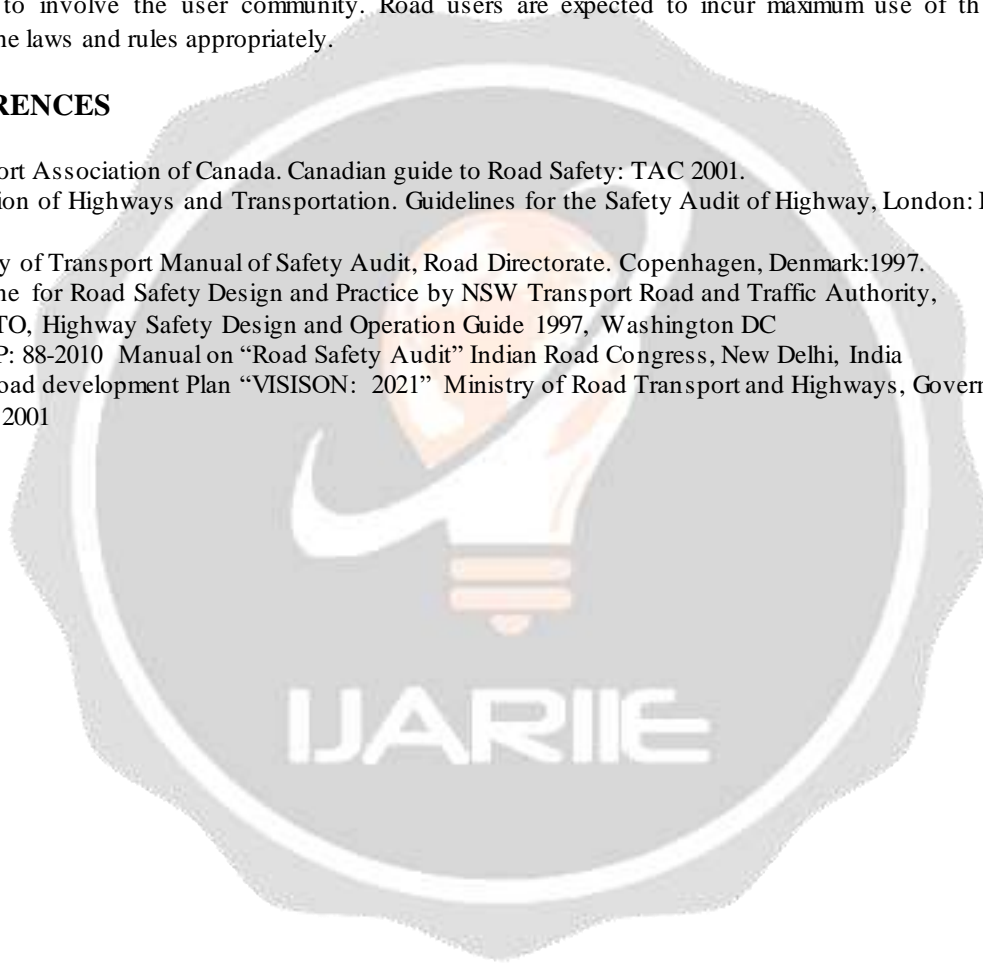 to involve the user community. Road users are expected to incur maximum use of th
ne laws and rules appropriately.
RENCES
ort Association of Canada. Canadian guide to Road Safety: TAC 2001.
ion of Highways and Transportation. Guidelines for the Safety Audit of Highway, London:
y of Transport Manual of Safety Audit, Road Directorate. Copenhagen, Denmark:1997.
ne for Road Safety Design and Practice by NSW Transport Road and Traffic Authority,
TO, Highway Safety Design and Operation Guide 1997, Washington DC
P: 88-2010 Manual on “Road Safety Audit” Indian Road Congress, New Delhi, India
oad development Plan “VISISON: 2021” Ministry of Road Transport and Highways, Govern
2001
IJARIIE